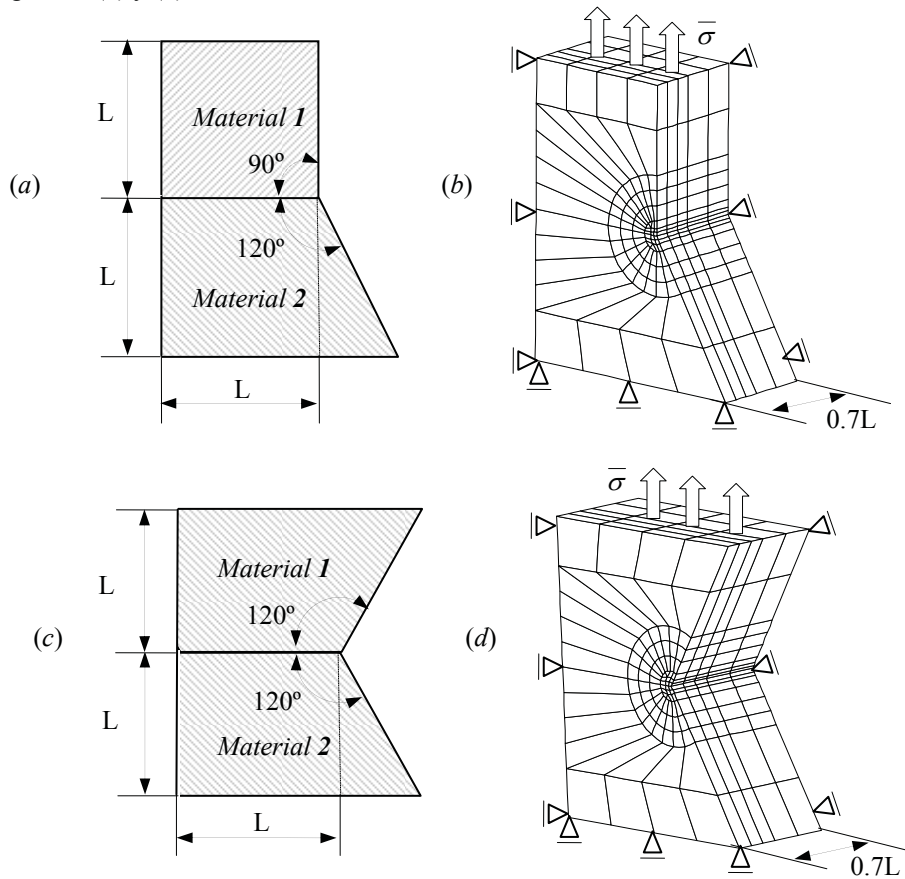 (a)
L
Material 1
90º
L
120º
Material 2
L
(b)
σ
0.7L
(c)
L
Material 1
120º
L
120º
Material 2
L
(d)
σ
0.7L